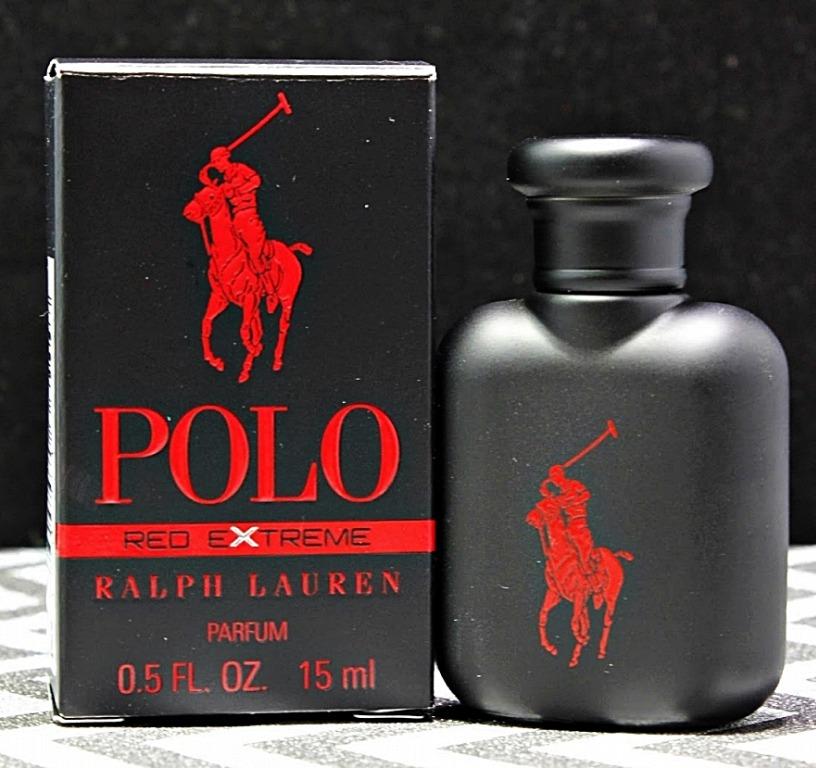 POLO
RED EXTREME
RALPH LAUREN
PARFUM
0.5 FL. OZ. 15 ml